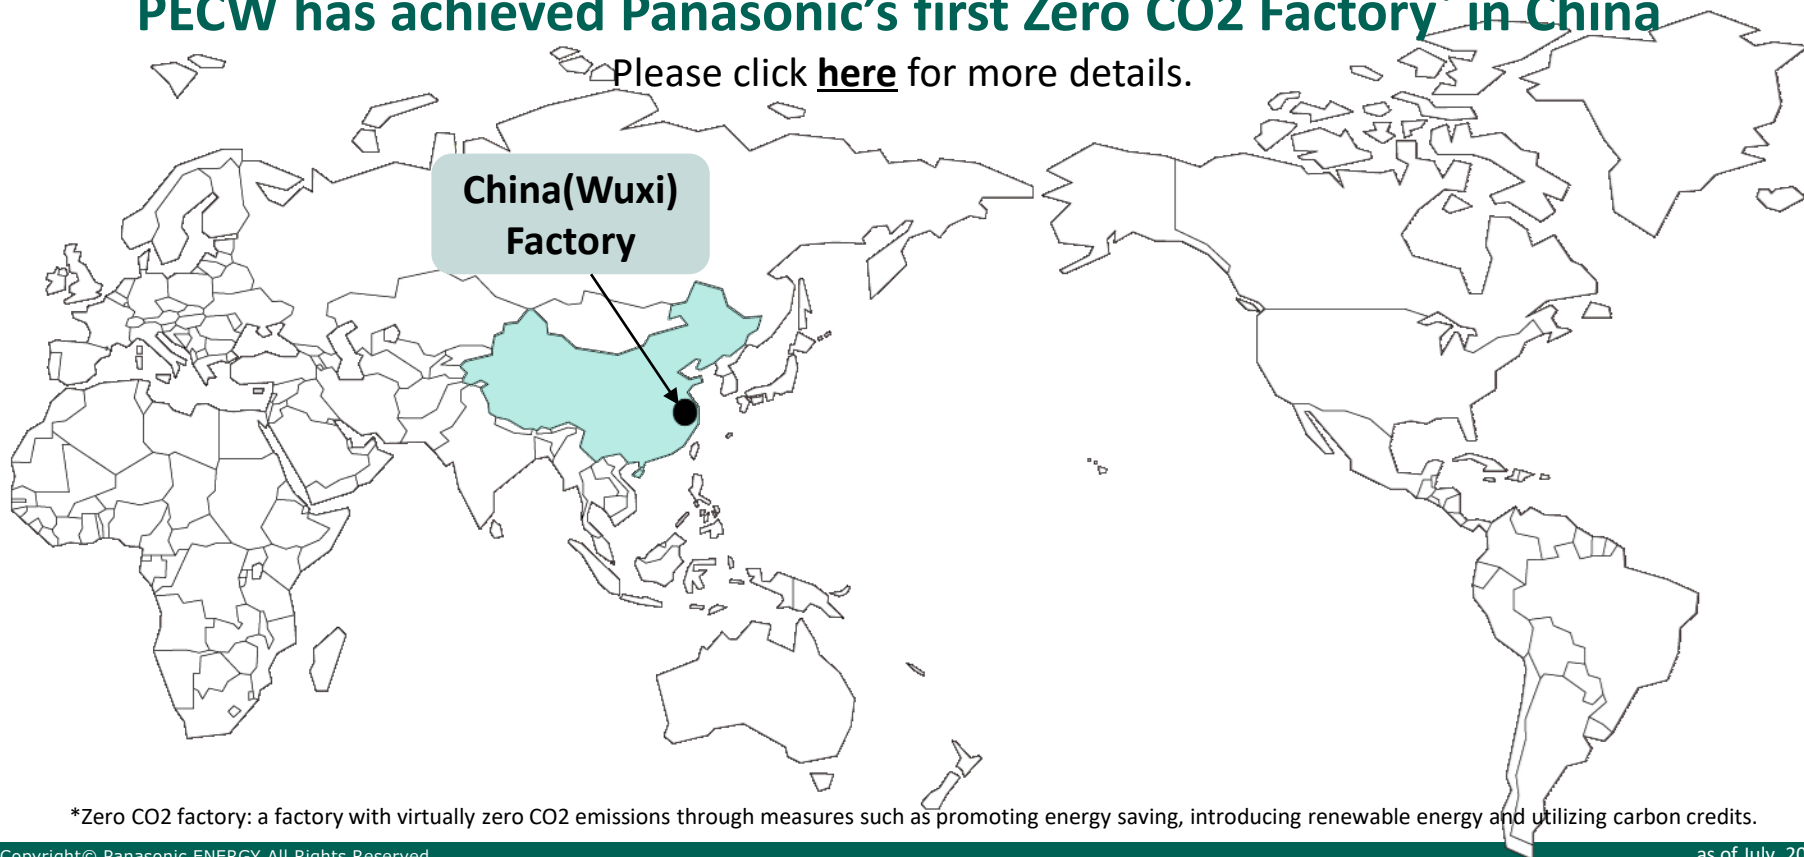 PECW has achieved Panasonic's first Zero CO2 Factory* in China
Please click here for more details.
China(Wuxi)
Factory
*Zero CO2 factory: a factory with virtually zero CO2 emissions through measures such as promoting energy saving, introducing renewable energy and utilizing carbon credits.
Copyright© Panasonic ENERGY All Rights Reserved
as of July, 20